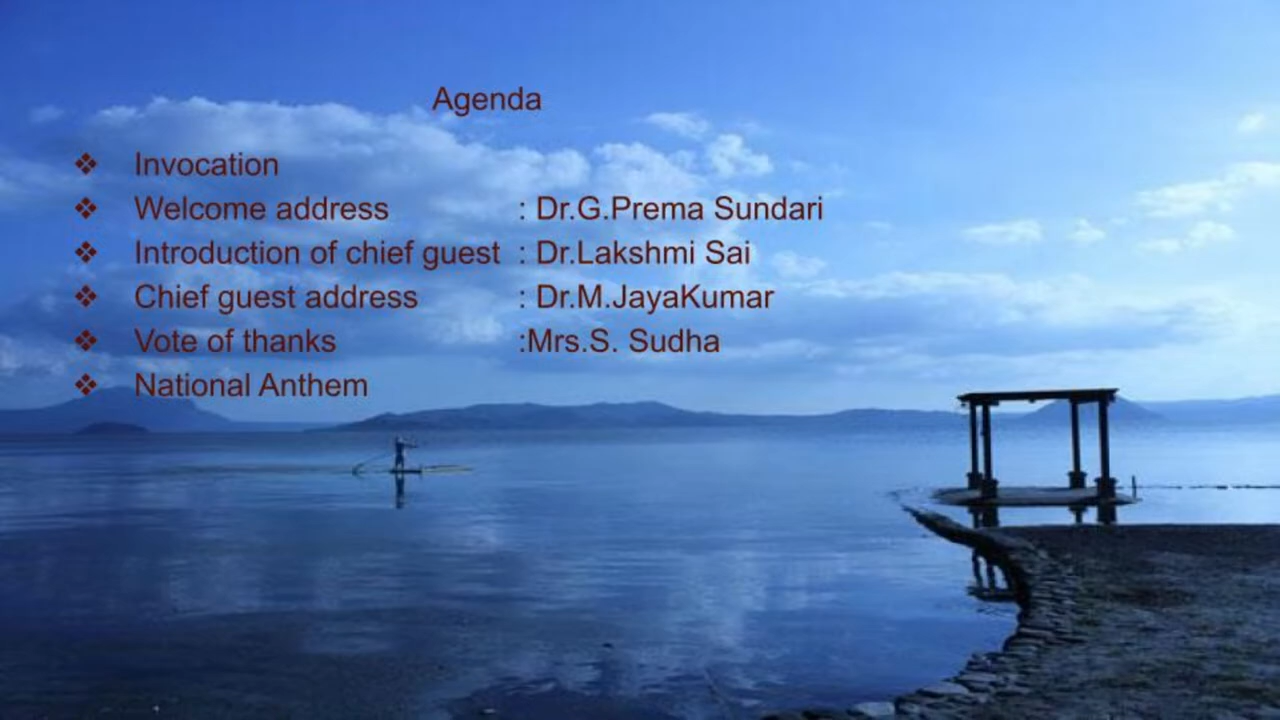 Agenda
❖ Invocation
❖ Welcome address : Dr.G.Prema Sundari
❖ Introduction of chief guest : Dr.Lakshmi Sai
❖ Chief guest address : Dr.M.JayaKumar
❖ Vote of thanks :Mrs.S. Sudha
❖ National Anthem